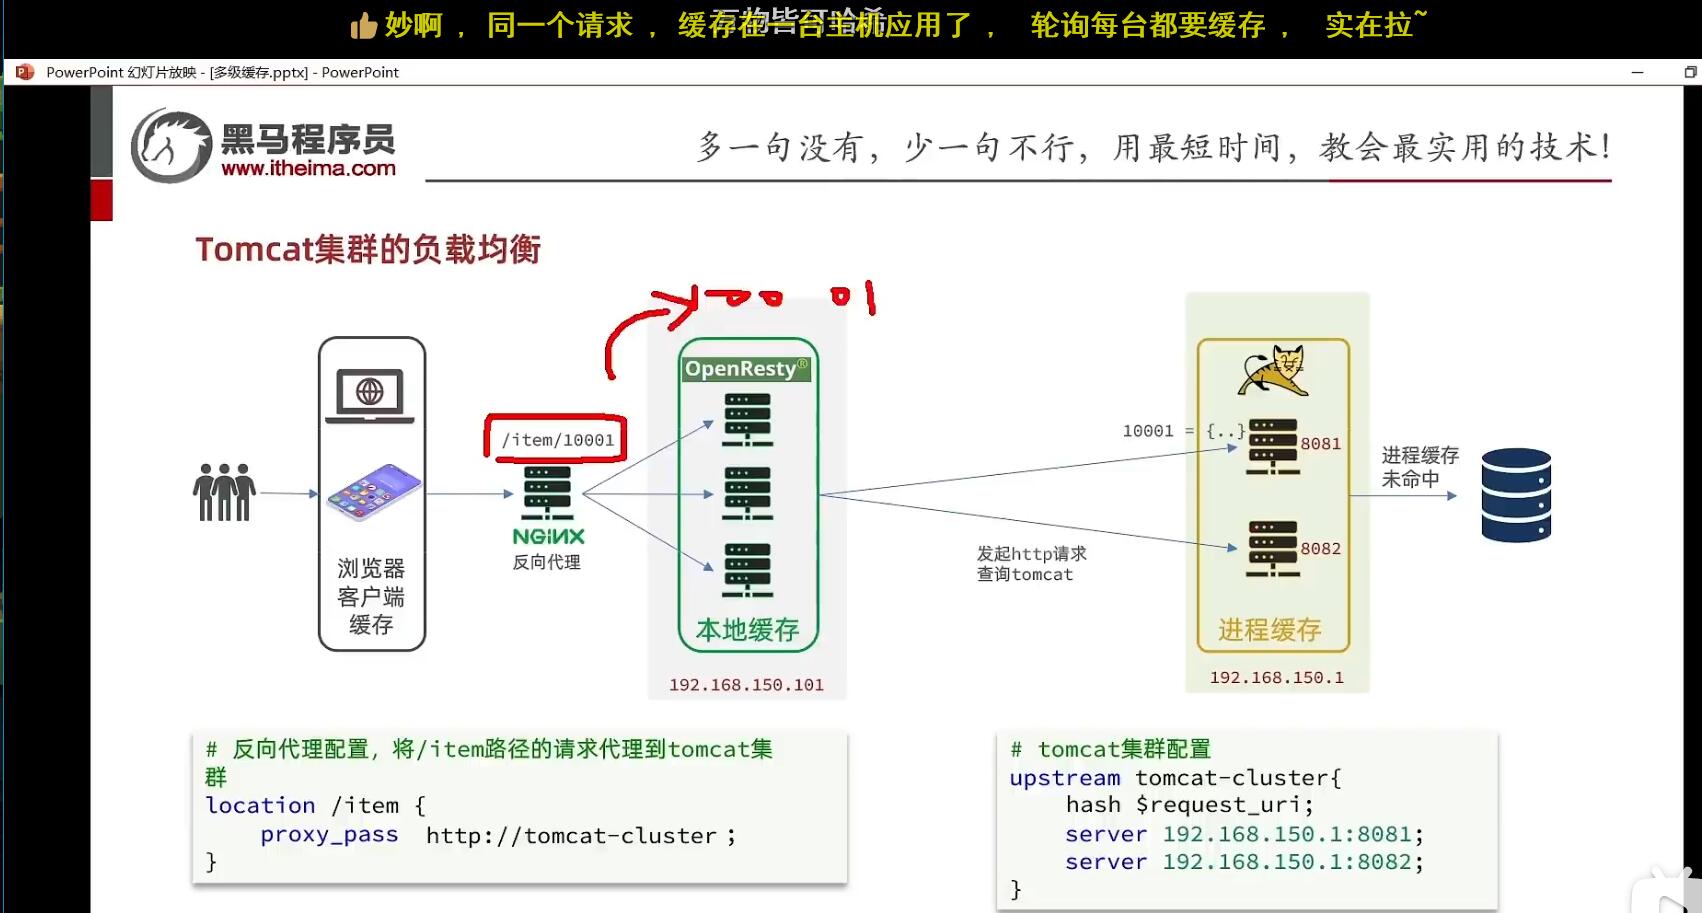 妙啊 ， 同一个请求 ， 缓存在一台主机应用了 ， 轮询每台都要缓存 ， 实在拉~
PowerPoint 幻灯片放映 - [多级缓存.pptx] - PowerPoint
黑马程序员
www.itheima.com
多一句没有，少一句不行，用最短时间，教会最实用的技术！
Tomcat集群的负载均衡
01
OpenResty®
/item/10001
10001 = {..}
8081
进程缓存
未命中
NGINX
反向代理
发起http请求
查询tomcat
8082
浏览器
客户端
缓存
本地缓存
进程缓存
192.168.150.101
192.168.150.1
# 反向代理配置，将/item路径的请求代理到tomcat集
群
location /item {
proxy_pass http://tomcat-cluster ;
}
# tomcat集群配置
upstream tomcat-cluster{
hash $request_uri;
server 192.168.150.1:8081;
server 192.168.150.1:8082;
}